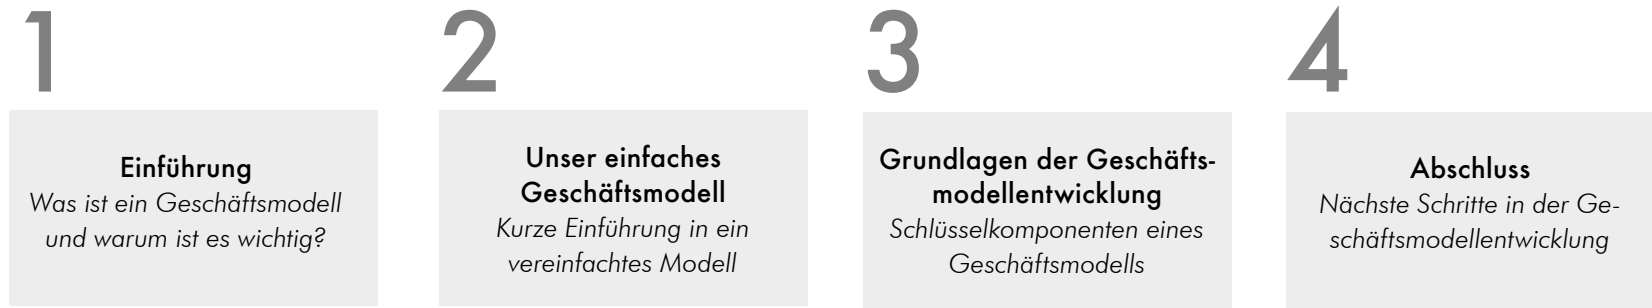 1
Einführung
Was ist ein Geschäftsmodell
und warum ist es wichtig?
2
Unser einfaches
Geschäftsmodell
Kurze Einführung in ein
vereinfachtes Modell
3
Grundlagen der Geschäfts-
modellentwicklung
Schlüsselkomponenten eines
Geschäftsmodells
4
Abschluss
Nächste Schritte in der Ge-
schäftsmodellentwicklung